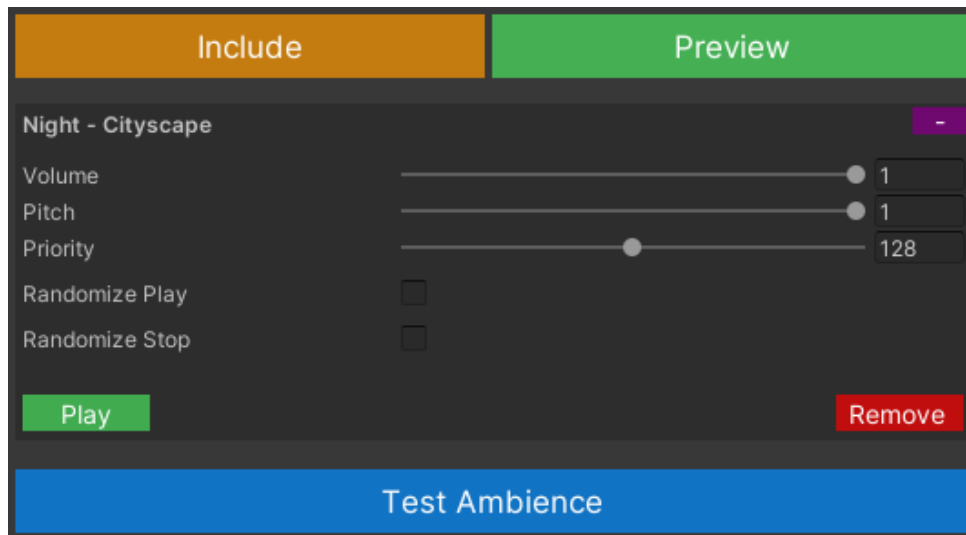 Include Preview
Night - Cityscape -
Volume 1
Pitch 1
Priority 128
Randomize Play
Randomize Stop
Play Remove
Test Ambience